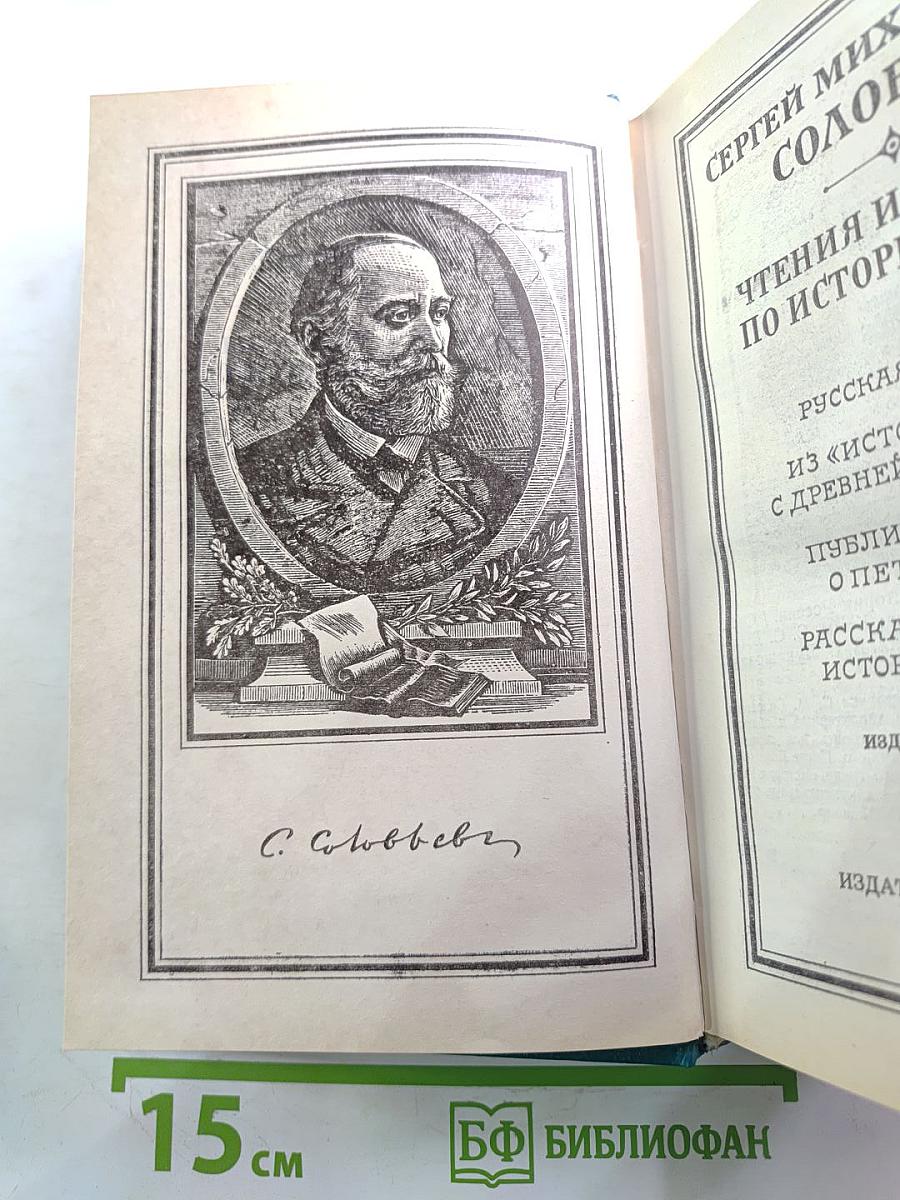 С. Соловьевъ
СЕРГЕЙ МИХ
СОЛОВ
ЧТЕНИЯ И
ПО ИСТОРИ
РУССКАЯ
ИЗ «ИСТО
С ДРЕВНЕЙ
ПУБЛИ
О ПЕТ
РАССКА
ИСТОР
ИЗД
ИЗДАТ
15 см
БФ БИБЛИОФАН